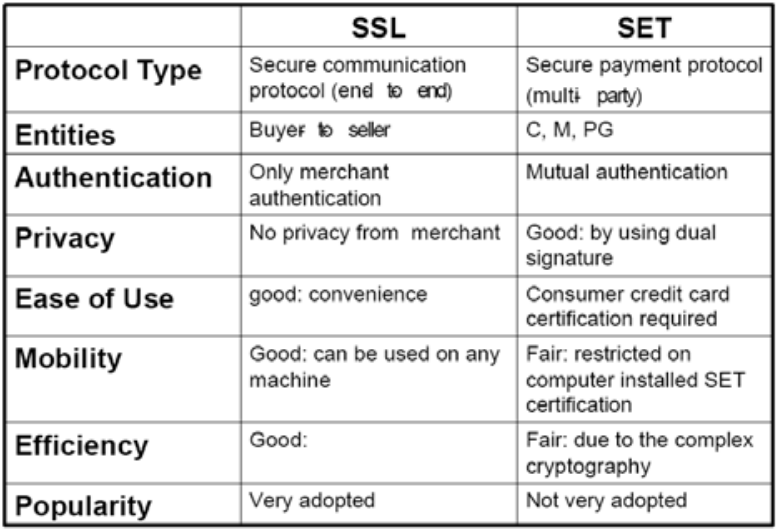 SSL SET
Protocol Type Secure communication Secure payment protocol
protocol (end to end) (multi- party)
Entities Buyer to seller C, M, PG
Authentication Only merchant Mutual authentication
authentication
Privacy No privacy from merchant Good: by using dual
signature
Ease of Use good: convenience Consumer credit card
certification required
Mobility Good: can be used on any Fair: restricted on
machine computer installed SET
certification
Efficiency Good: Fair: due to the complex
cryptography
Popularity Very adopted Not very adopted